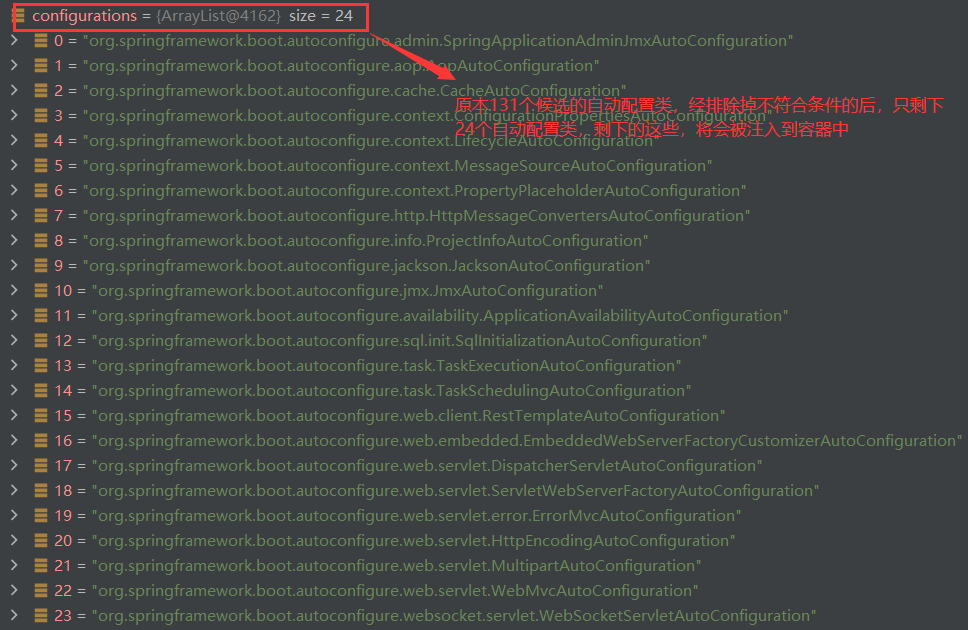 configurations = {ArrayList@4162} size = 24
0 = "org.springframework.boot.autoconfigure.admin.SpringApplicationAdminJmxAutoConfiguration"
1 = "org.springframework.boot.autoconfigure.aop.AopAutoConfiguration"
2 = "org.springframework.boot.autoconfigure.cache.CacheAutoConfiguration"
原本131个候选的自动配置类，经排除掉不符合条件的后，只剩下
3 = "org.springframework.boot.autoconfigure.context.ConfigurationPropertiesAutoConfiguration"
24个自动配置类，剩下的这些，将会被注入到容器中
4 = "org.springframework.boot.autoconfigure.context.LifecycleAutoConfiguration"
5 = "org.springframework.boot.autoconfigure.context.MessageSourceAutoConfiguration"
6 = "org.springframework.boot.autoconfigure.context.PropertyPlaceholderAutoConfiguration"
7 = "org.springframework.boot.autoconfigure.http.HttpMessageConvertersAutoConfiguration"
8 = "org.springframework.boot.autoconfigure.info.ProjectInfoAutoConfiguration"
9 = "org.springframework.boot.autoconfigure.jackson.JacksonAutoConfiguration"
10 = "org.springframework.boot.autoconfigure.jmx.JmxAutoConfiguration"
11 = "org.springframework.boot.autoconfigure.availability.ApplicationAvailabilityAutoConfiguration"
12 = "org.springframework.boot.autoconfigure.sql.init.SqlInitializationAutoConfiguration"
13 = "org.springframework.boot.autoconfigure.task.TaskExecutionAutoConfiguration"
14 = "org.springframework.boot.autoconfigure.task.TaskSchedulingAutoConfiguration"
15 = "org.springframework.boot.autoconfigure.web.client.RestTemplateAutoConfiguration"
16 = "org.springframework.boot.autoconfigure.web.embedded.EmbeddedWebServerFactoryCustomizerAutoConfiguration"
17 = "org.springframework.boot.autoconfigure.web.servlet.DispatcherServletAutoConfiguration"
18 = "org.springframework.boot.autoconfigure.web.servlet.ServletWebServerFactoryAutoConfiguration"
19 = "org.springframework.boot.autoconfigure.web.servlet.error.ErrorMvcAutoConfiguration"
20 = "org.springframework.boot.autoconfigure.web.servlet.HttpEncodingAutoConfiguration"
21 = "org.springframework.boot.autoconfigure.web.servlet.MultipartAutoConfiguration"
22 = "org.springframework.boot.autoconfigure.web.servlet.WebMvcAutoConfiguration"
23 = "org.springframework.boot.autoconfigure.websocket.servlet.WebSocketServletAutoConfiguration"